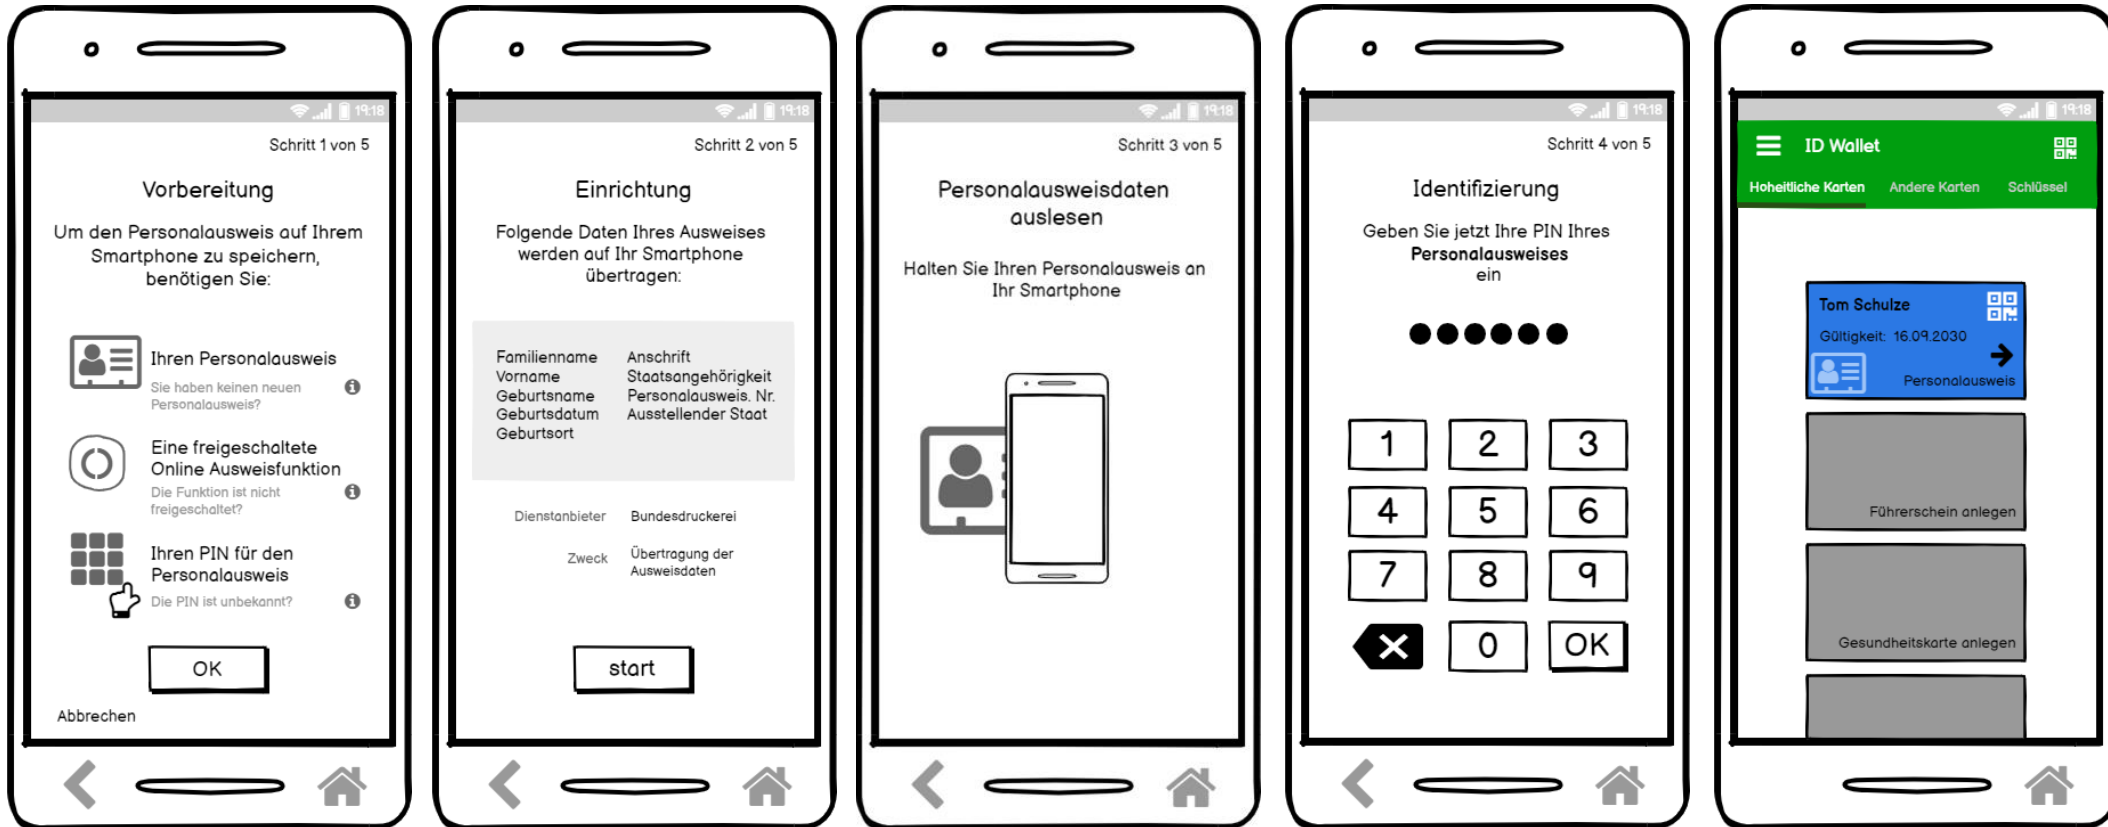 19:18
Schritt 1 von 5
Vorbereitung
Um den Personalausweis auf Ihrem
Smartphone zu speichern,
benötigen Sie:
Ihren Personalausweis
Sie haben keinen neuen
Personalausweis?
Eine freigeschaltete
Online Ausweisfunktion
Die Funktion ist nicht
freigeschaltet?
Ihren PIN für den
Personalausweis
Die PIN ist unbekannt?
OK
Abbrechen
19:18
Schritt 2 von 5
Einrichtung
Folgende Daten Ihres Ausweises
werden auf Ihr Smartphone
übertragen:
Familienname Anschrift
Vorname Staatsangehörigkeit
Geburtsname Personalausweis. Nr.
Geburtsdatum Ausstellender Staat
Geburtsort
Dienstanbieter Bundesdruckerei
Zweck Übertragung der
Ausweisdaten
start
19:18
Schritt 3 von 5
Personalausweisdaten
auslesen
Halten Sie Ihren Personalausweis an
Ihr Smartphone
19:18
Schritt 4 von 5
Identifizierung
Geben Sie jetzt Ihre PIN Ihres
Personalausweises
ein
1 2 3
4 5 6
7 8 9
0 OK
19:18
ID Wallet
Hoheitliche Karten Andere Karten Schlüssel
Tom Schulze
Gültigkeit: 16.09.2030
Personalausweis
Führerschein anlegen
Gesundheitskarte anlegen